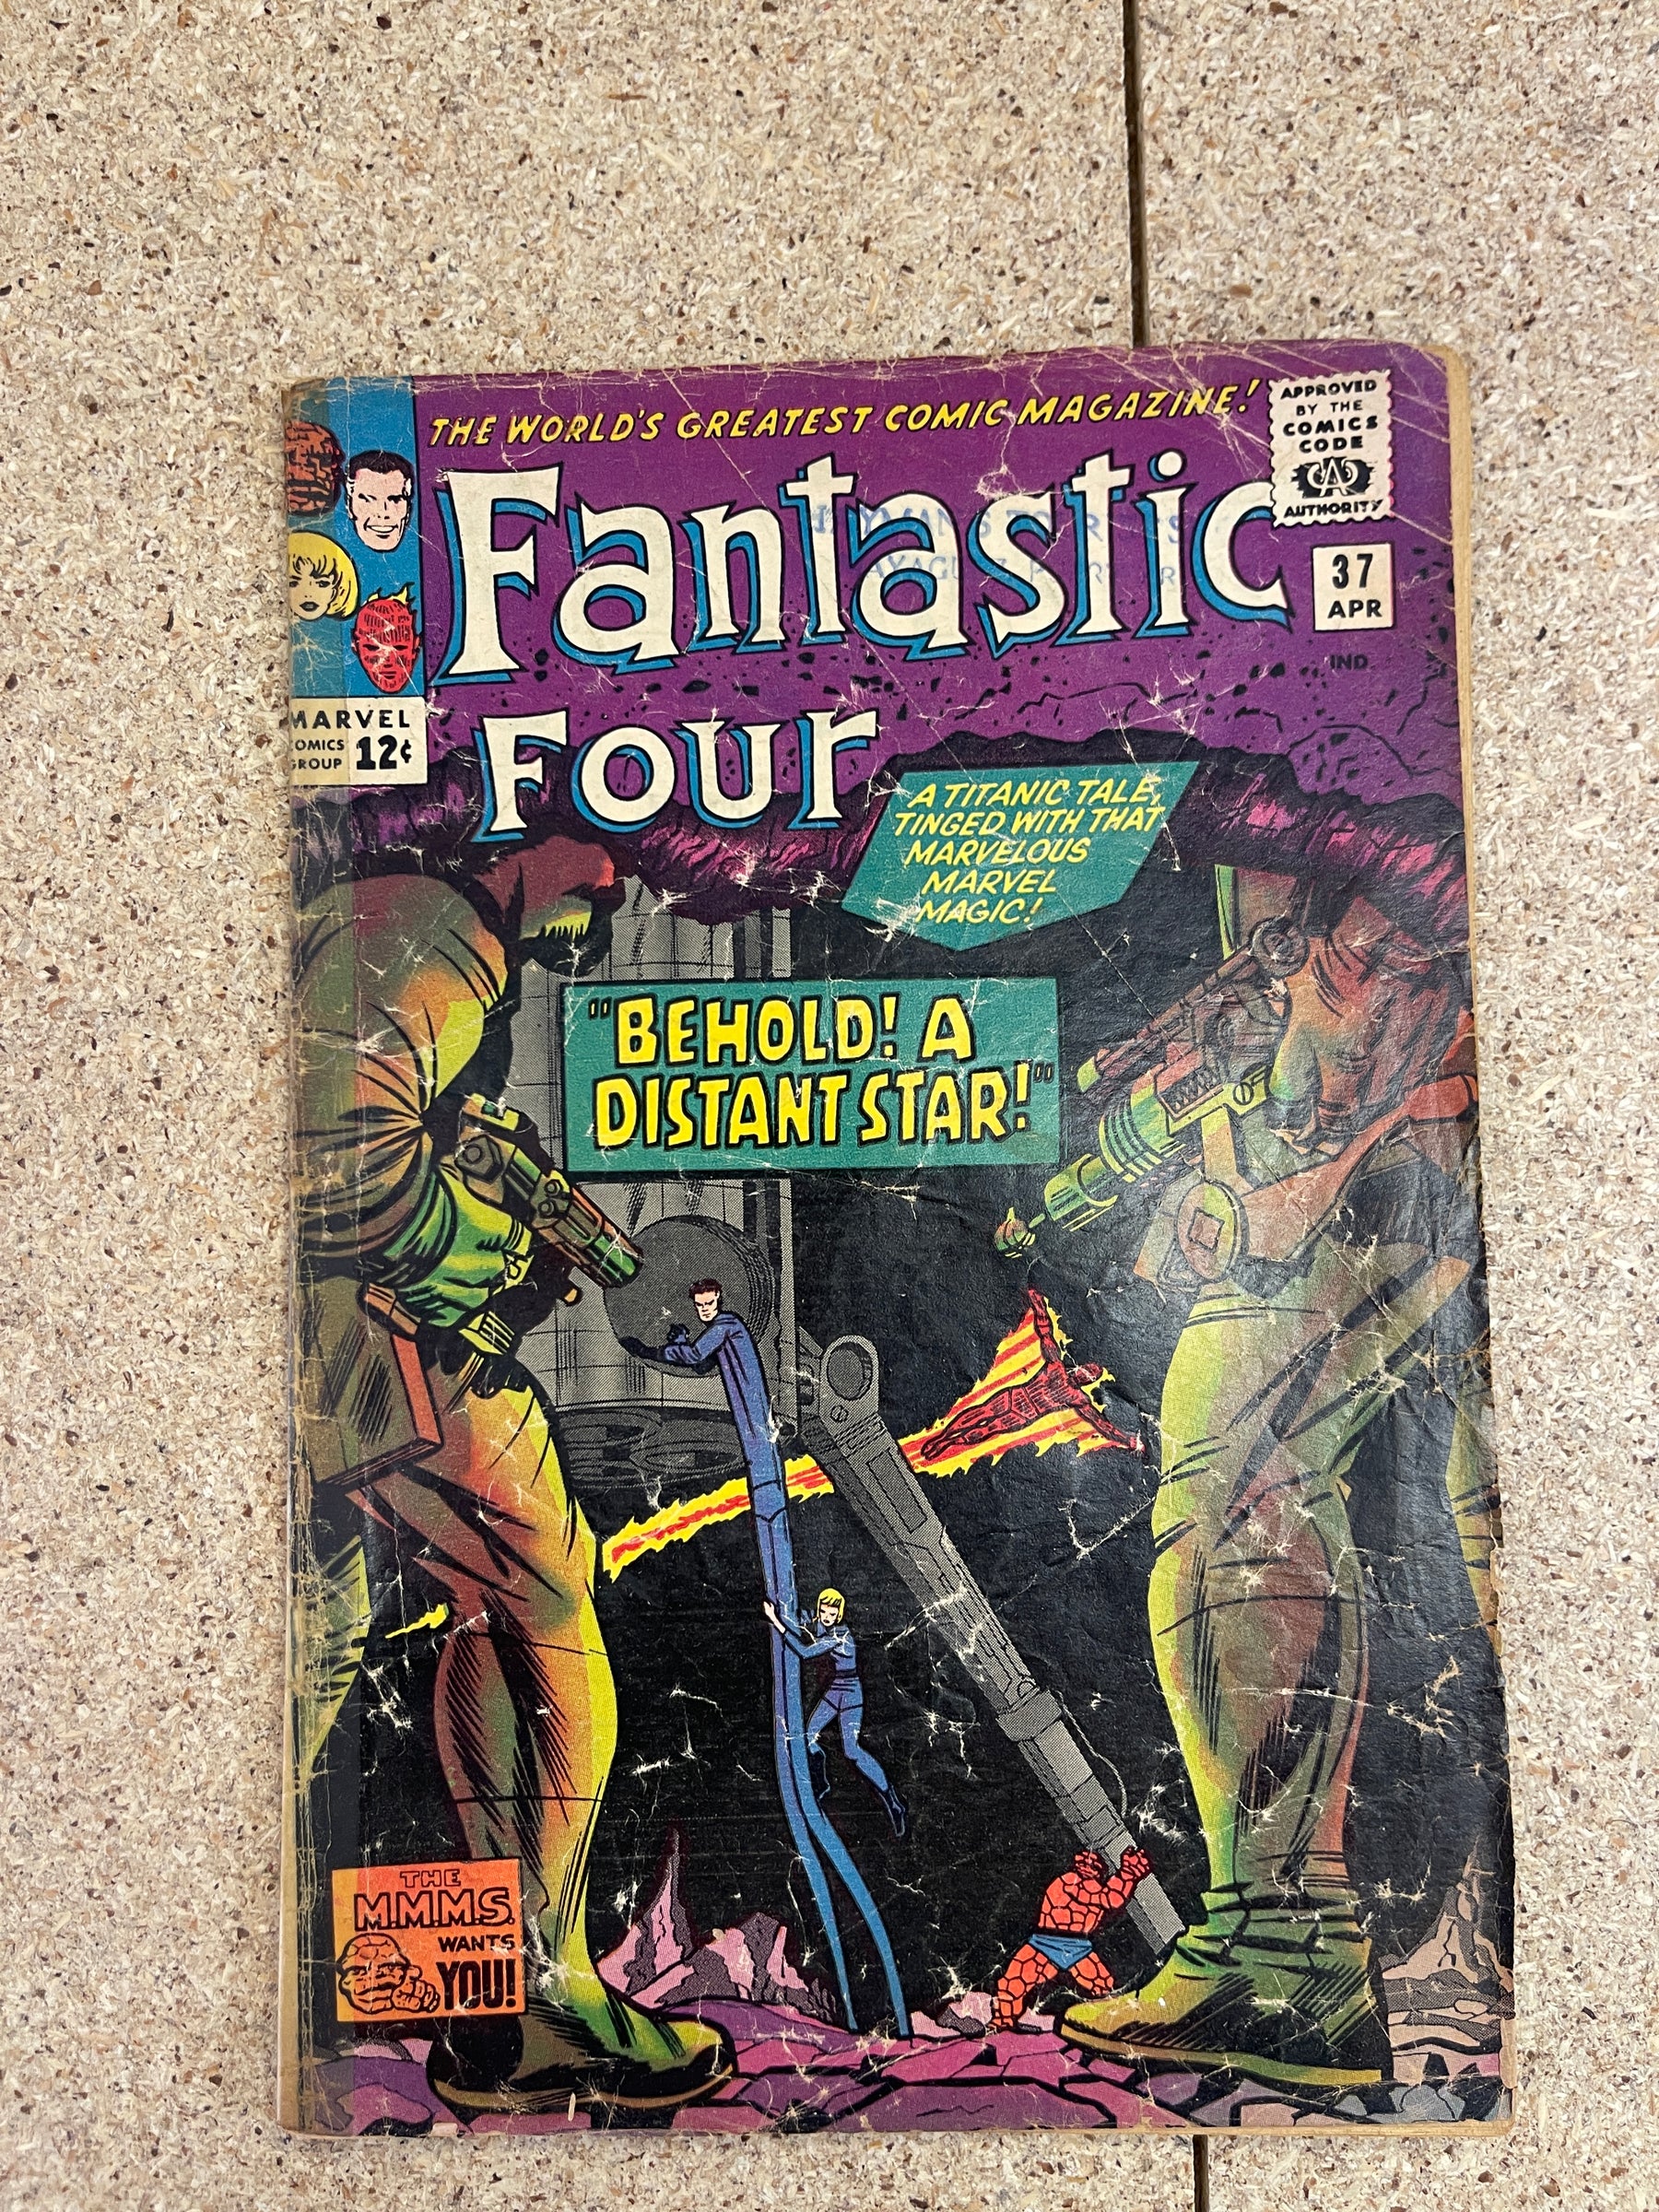 THE WORLD'S GREATEST COMIC MAGAZINE!
APPROVED
BY THE
COMICS
CODE
CA
AUTHORITY
Fantastic
Four
37
APR
IND.
MARVEL
COMICS
GROUP 12¢
A TITANIC TALE,
TINGED WITH THAT
MARVELOUS
MARVEL
MAGIC!
"BEHOLD! A
DISTANT STAR!"
THE
M.M.M.S.
WANTS
YOU!